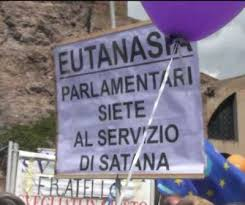 EUTANASIA
PARLAMENTARI
SIETE
AL SERVIZIO
DI SATANA
FRATELLO